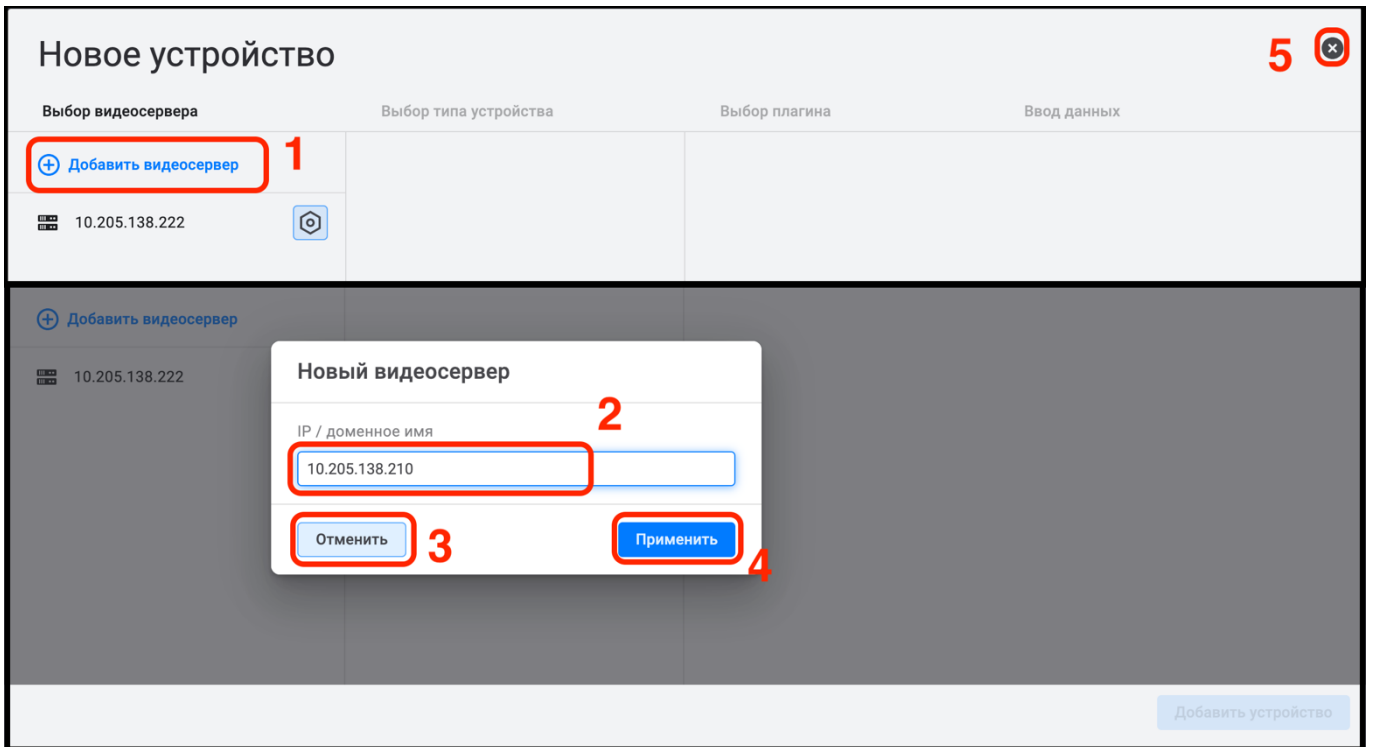 Новое устройство
5
Выбор видеосервера
Выбор типа устройства
Выбор плагина
Ввод данных
Добавить видеосервер
1
10.205.138.222
Добавить видеосервер
10.205.138.222
Новый видеосервер
2
IP / доменное имя
10.205.138.210
Отменить
3
Применить
4
Добавить устройство